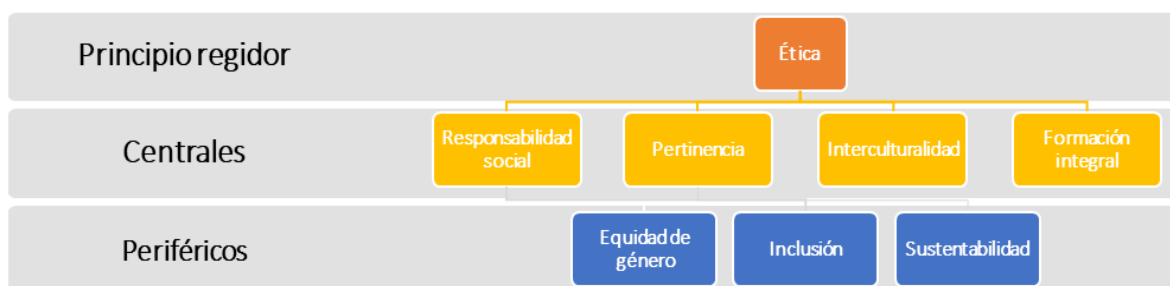 Principio regidor
Ética
Centrales
Responsabilidad
social
Pertinencia
Interculturalidad
Formación
integral
Periféricos
Equidad de
género
Inclusión
Sustentabilidad